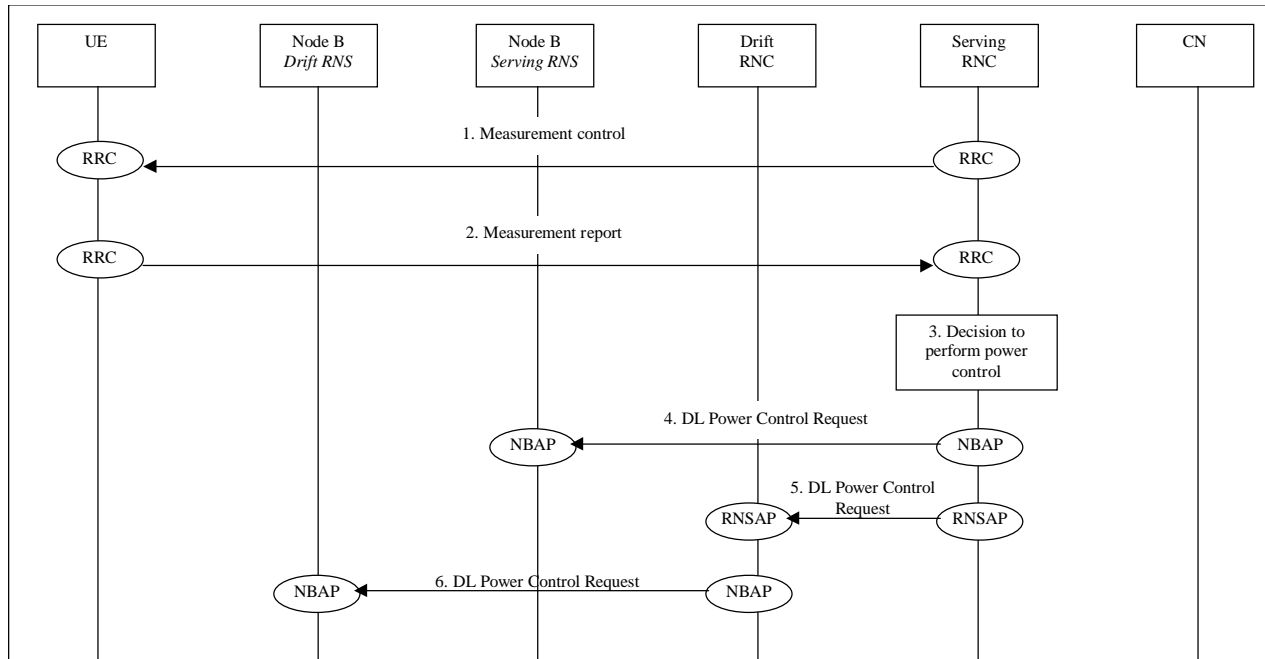 UE
Node B
Drift RNS
Node B
Serving RNS
Drift
RNC
Serving
RNC
CN
1. Measurement control
RRC
RRC
2. Measurement report
RRC
RRC
3. Decision to
perform power
control
4. DL Power Control Request
NBAP
NBAP
5. DL Power Control
Request
RNSAP
RNSAP
6. DL Power Control Request
NBAP
NBAP